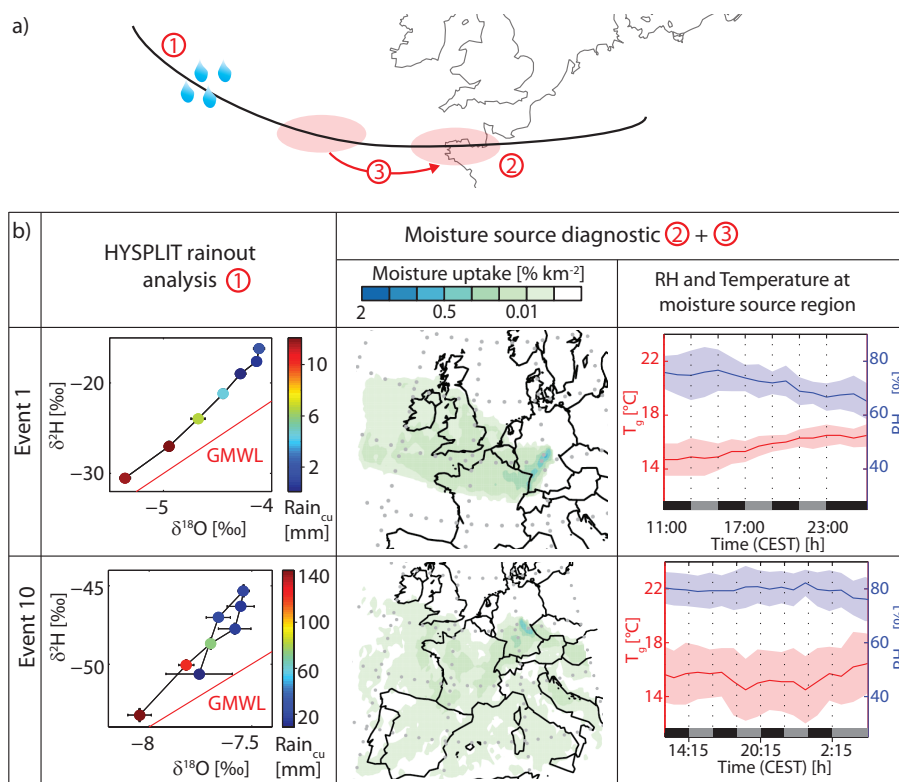 a)
①
③
②
b)
HYSPLIT rainout
analysis ①
Moisture source diagnostic ② + ③
Moisture uptake [% km⁻²]
2 0.5 0.01
RH and Temperature at
moisture source region
Event 1
−20
−30
δ²H [‰]
GMWL
−5 −4
δ¹⁸O [‰]
10
6
2
Rain_cu
[mm]
22
18
14
T_g [°C]
80
60
40
RH [%]
11:00 17:00 23:00
Time (CEST) [h]
Event 10
−45
−50
δ²H [‰]
GMWL
−8 −7.5
δ¹⁸O [‰]
140
100
60
20
Rain_cu
[mm]
22
18
15
T_g [°C]
80
60
40
RH [%]
14:15 20:15 2:15
Time (CEST) [h]